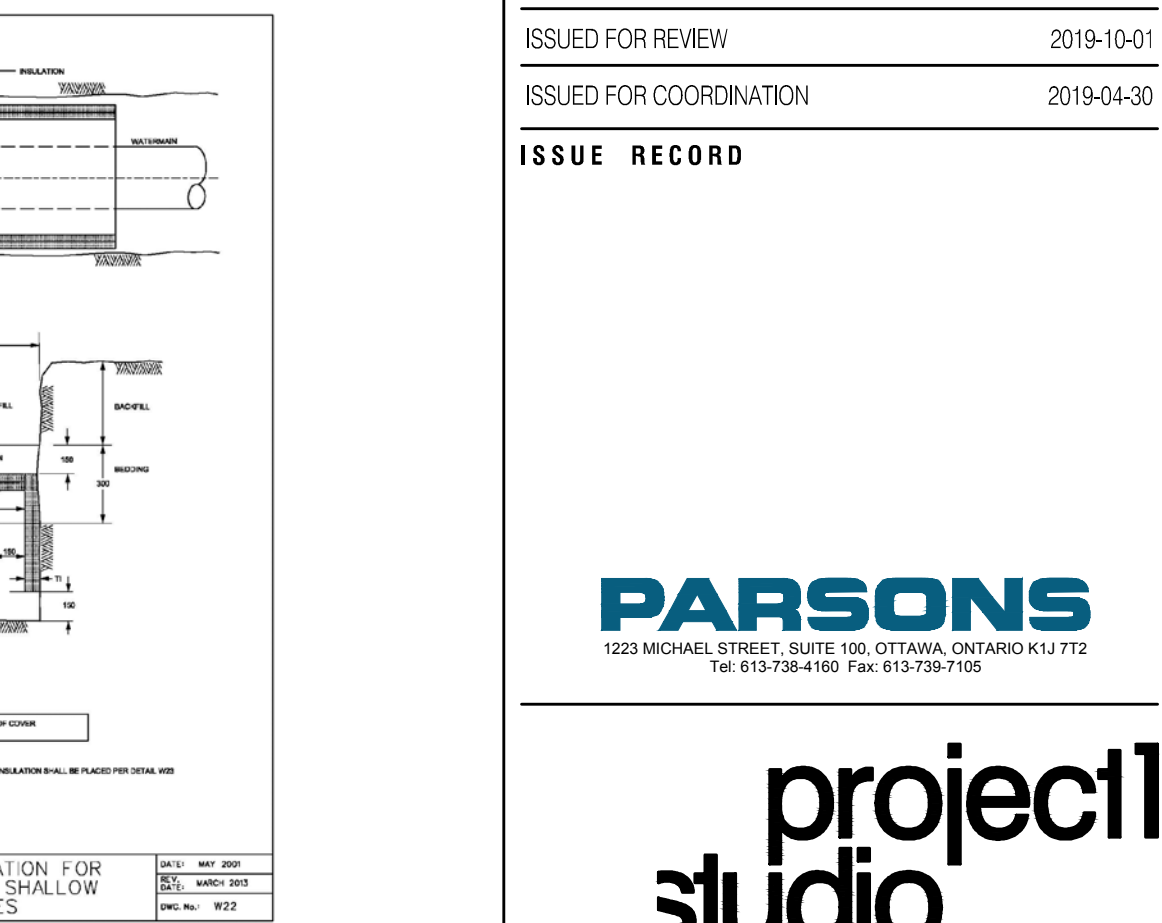 INSULATION
WATERMAIN
BACKFILL
150
BEDDING
300
150
TI
150
OF COVER
INSULATION SHALL BE PLACED PER DETAIL W23
ATION FOR
SHALLOW
ES
DATE: MAY 2001
REV. DATE: MARCH 2013
DWG. No.: W22
ISSUED FOR REVIEW 2019-10-01
ISSUED FOR COORDINATION 2019-04-30
ISSUE RECORD
PARSONS
1223 MICHAEL STREET, SUITE 100, OTTAWA, ONTARIO K1J 7T2
Tel: 613-738-4160 Fax: 613-739-7105
project1
studio